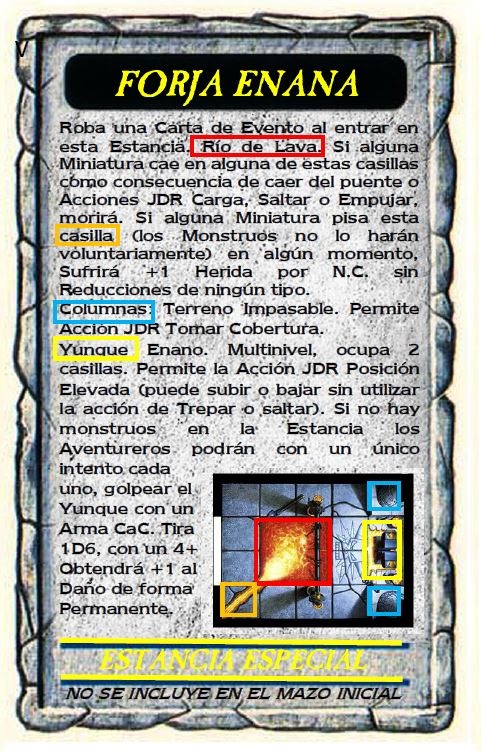 V
FORJA ENANA
Roba una Carta de Evento al entrar en
esta Estancia. Río de Lava. Si alguna
Miniatura cae en alguna de estas casillas
como consecuencia de caer del puente o
Acciones JDR Carga, Saltar o Empujar,
morirá. Si alguna Miniatura pisa esta
casilla (los Monstruos no lo harán
voluntariamente) en algún momento,
Sufrirá +1 Herida por N.C. sin
Reducciones de ningún tipo.
Columnas: Terreno Impasable. Permite
Acción JDR Tomar Cobertura.
Yunque Enano. Multinivel, ocupa 2
casillas. Permite la Acción JDR Posición
Elevada (puede subir o bajar sin utilizar
la acción de Trepar o saltar). Si no hay
monstruos en la Estancia los
Aventureros podrán con un único
intento cada
uno, golpear el
Yunque con un
Arma CaC. Tira
1D6, con un 4+
Obtendrá +1 al
Daño de forma
Permanente.
ESTANCIA ESPECIAL
NO SE INCLUYE EN EL MAZO INICIAL